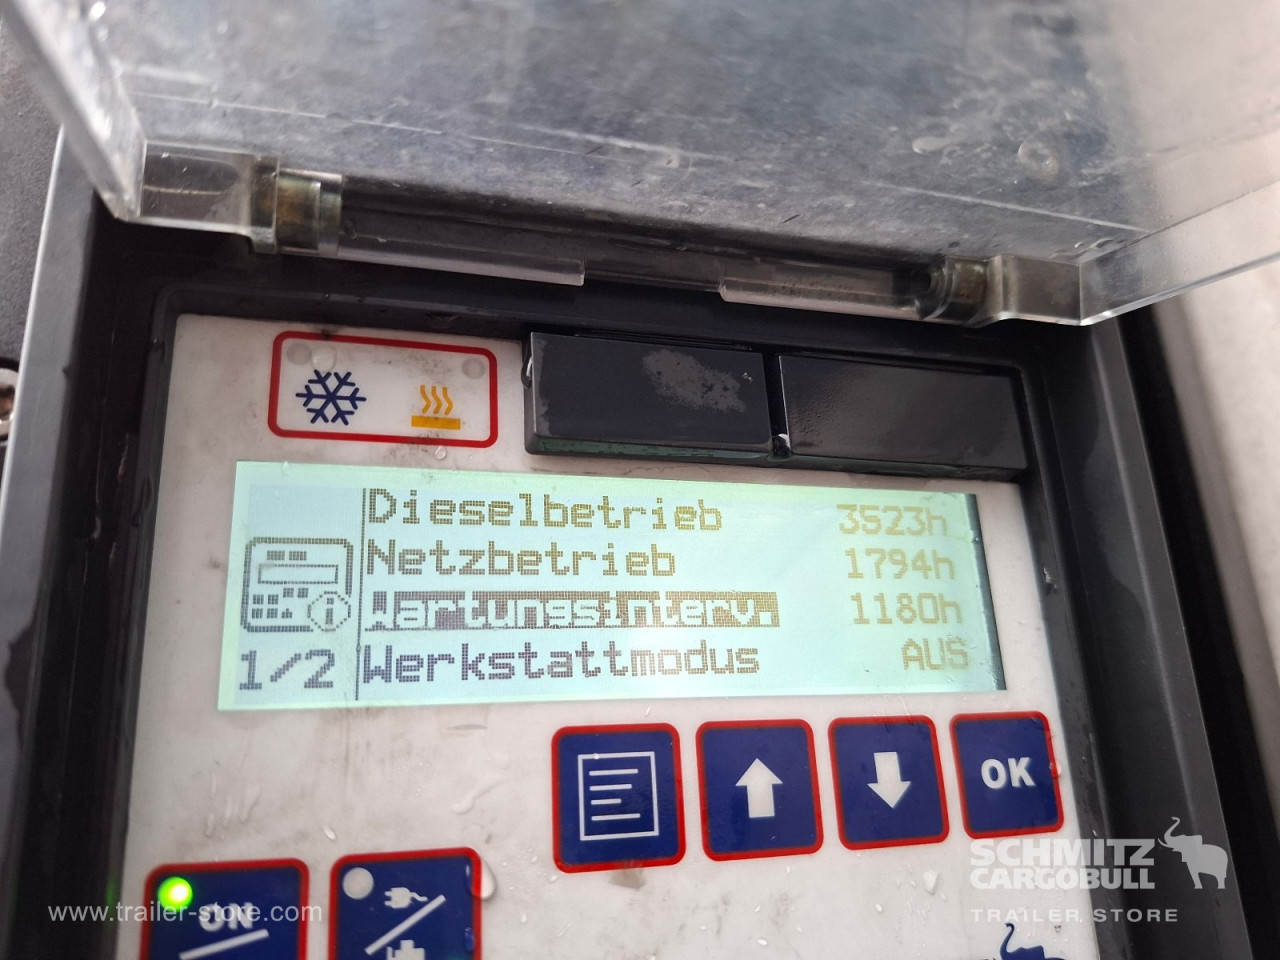 Dieselbetrieb 3523h
Netzbetrieb 1794h
Wartungsinterv. 1180h
1/2 Werkstattmodus AUS
OK
ON
www.trailer-store.com
SCHMITZ
CARGOBULL
TRAILER STORE